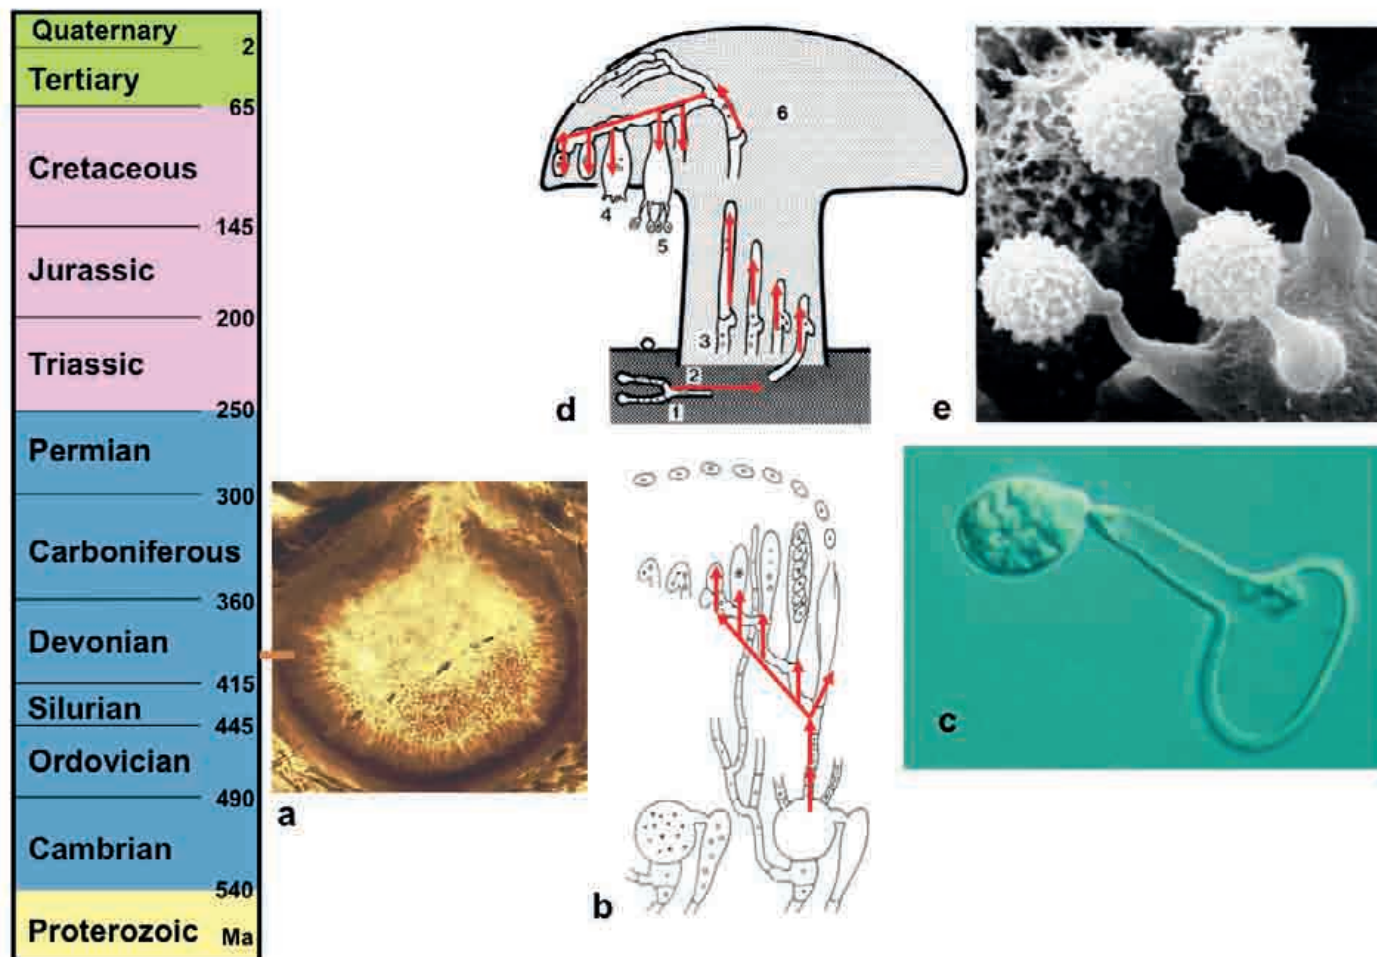 Quaternary
2
Tertiary
65
Cretaceous
145
Jurassic
200
Triassic
250
Permian
300
Carboniferous
360
Devonian
415
Silurian
445
Ordovician
490
Cambrian
540
Proterozoic Ma
a
6
4
5
3
2
1
d
b
e
c